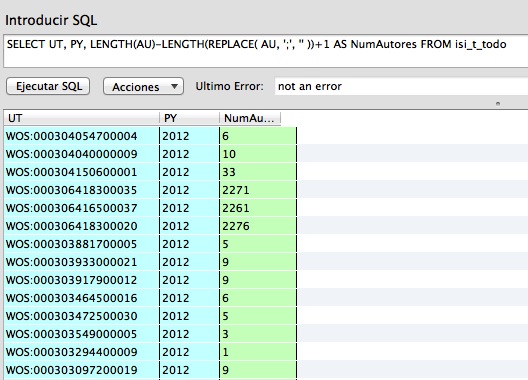 Introducir SQL
SELECT UT, PY, LENGTH(AU)-LENGTH(REPLACE( AU, ';', '' ))+1 AS NumAutores FROM isi_t_todo
Ejecutar SQL Acciones Ultimo Error: not an error
UT PY NumAu...
WOS:000304054700004 2012 6
WOS:000304040000009 2012 10
WOS:000304150600001 2012 33
WOS:000306418300035 2012 2271
WOS:000306416500037 2012 2261
WOS:000306418300020 2012 2276
WOS:000303881700005 2012 5
WOS:000303933000021 2012 9
WOS:000303917900012 2012 9
WOS:000303464500016 2012 6
WOS:000303472500030 2012 5
WOS:000303549000005 2012 3
WOS:000303294400009 2012 1
WOS:000303097200019 2012 9